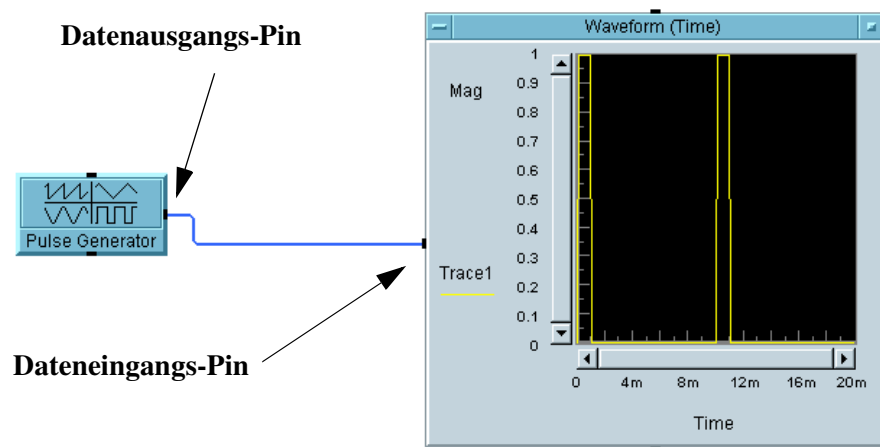 Datenausgangs-Pin
Waveform (Time)
Mag
1
0.9
0.8
0.7
0.6
0.5
0.4
0.3
0.2
0.1
0
Trace1
Pulse Generator
Dateneingangs-Pin
0 4m 8m 12m 16m 20m
Time